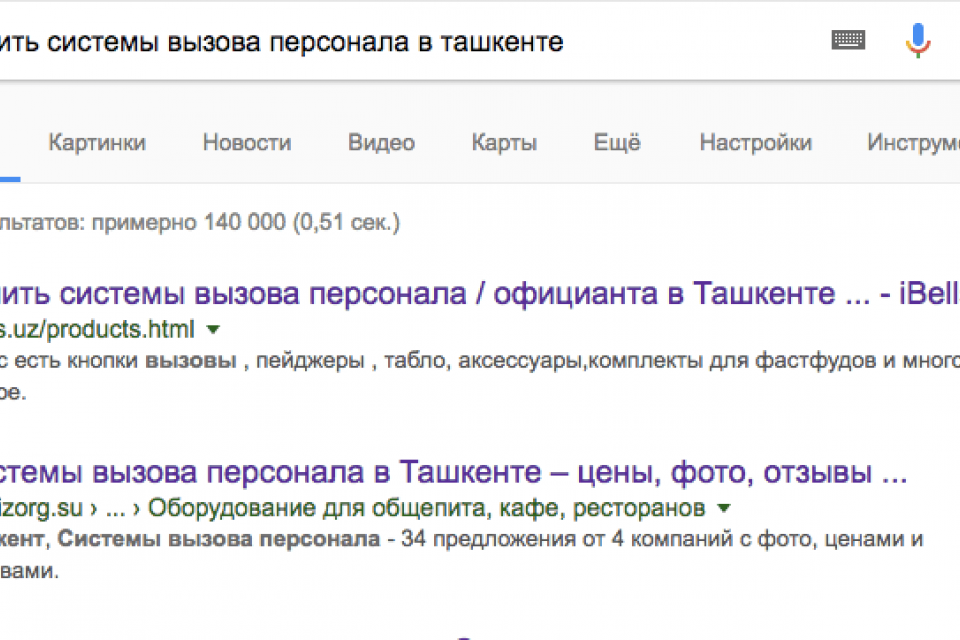 ить системы вызова персонала в ташкенте
Картинки Новости Видео Карты Ещё Настройки Инструме
льтатов: примерно 140 000 (0,51 сек.)
ить системы вызова персонала / официанта в Ташкенте ... - iBell
s.uz/products.html
с есть кнопки вызовы , пейджеры , табло, аксессуары,комплекты для фастфудов и много
ое.
стемы вызова персонала в Ташкенте – цены, фото, отзывы ...
izorg.su › ... › Оборудование для общепита, кафе, ресторанов
кент, Системы вызова персонала - 34 предложения от 4 компаний с фото, ценами и
вами.